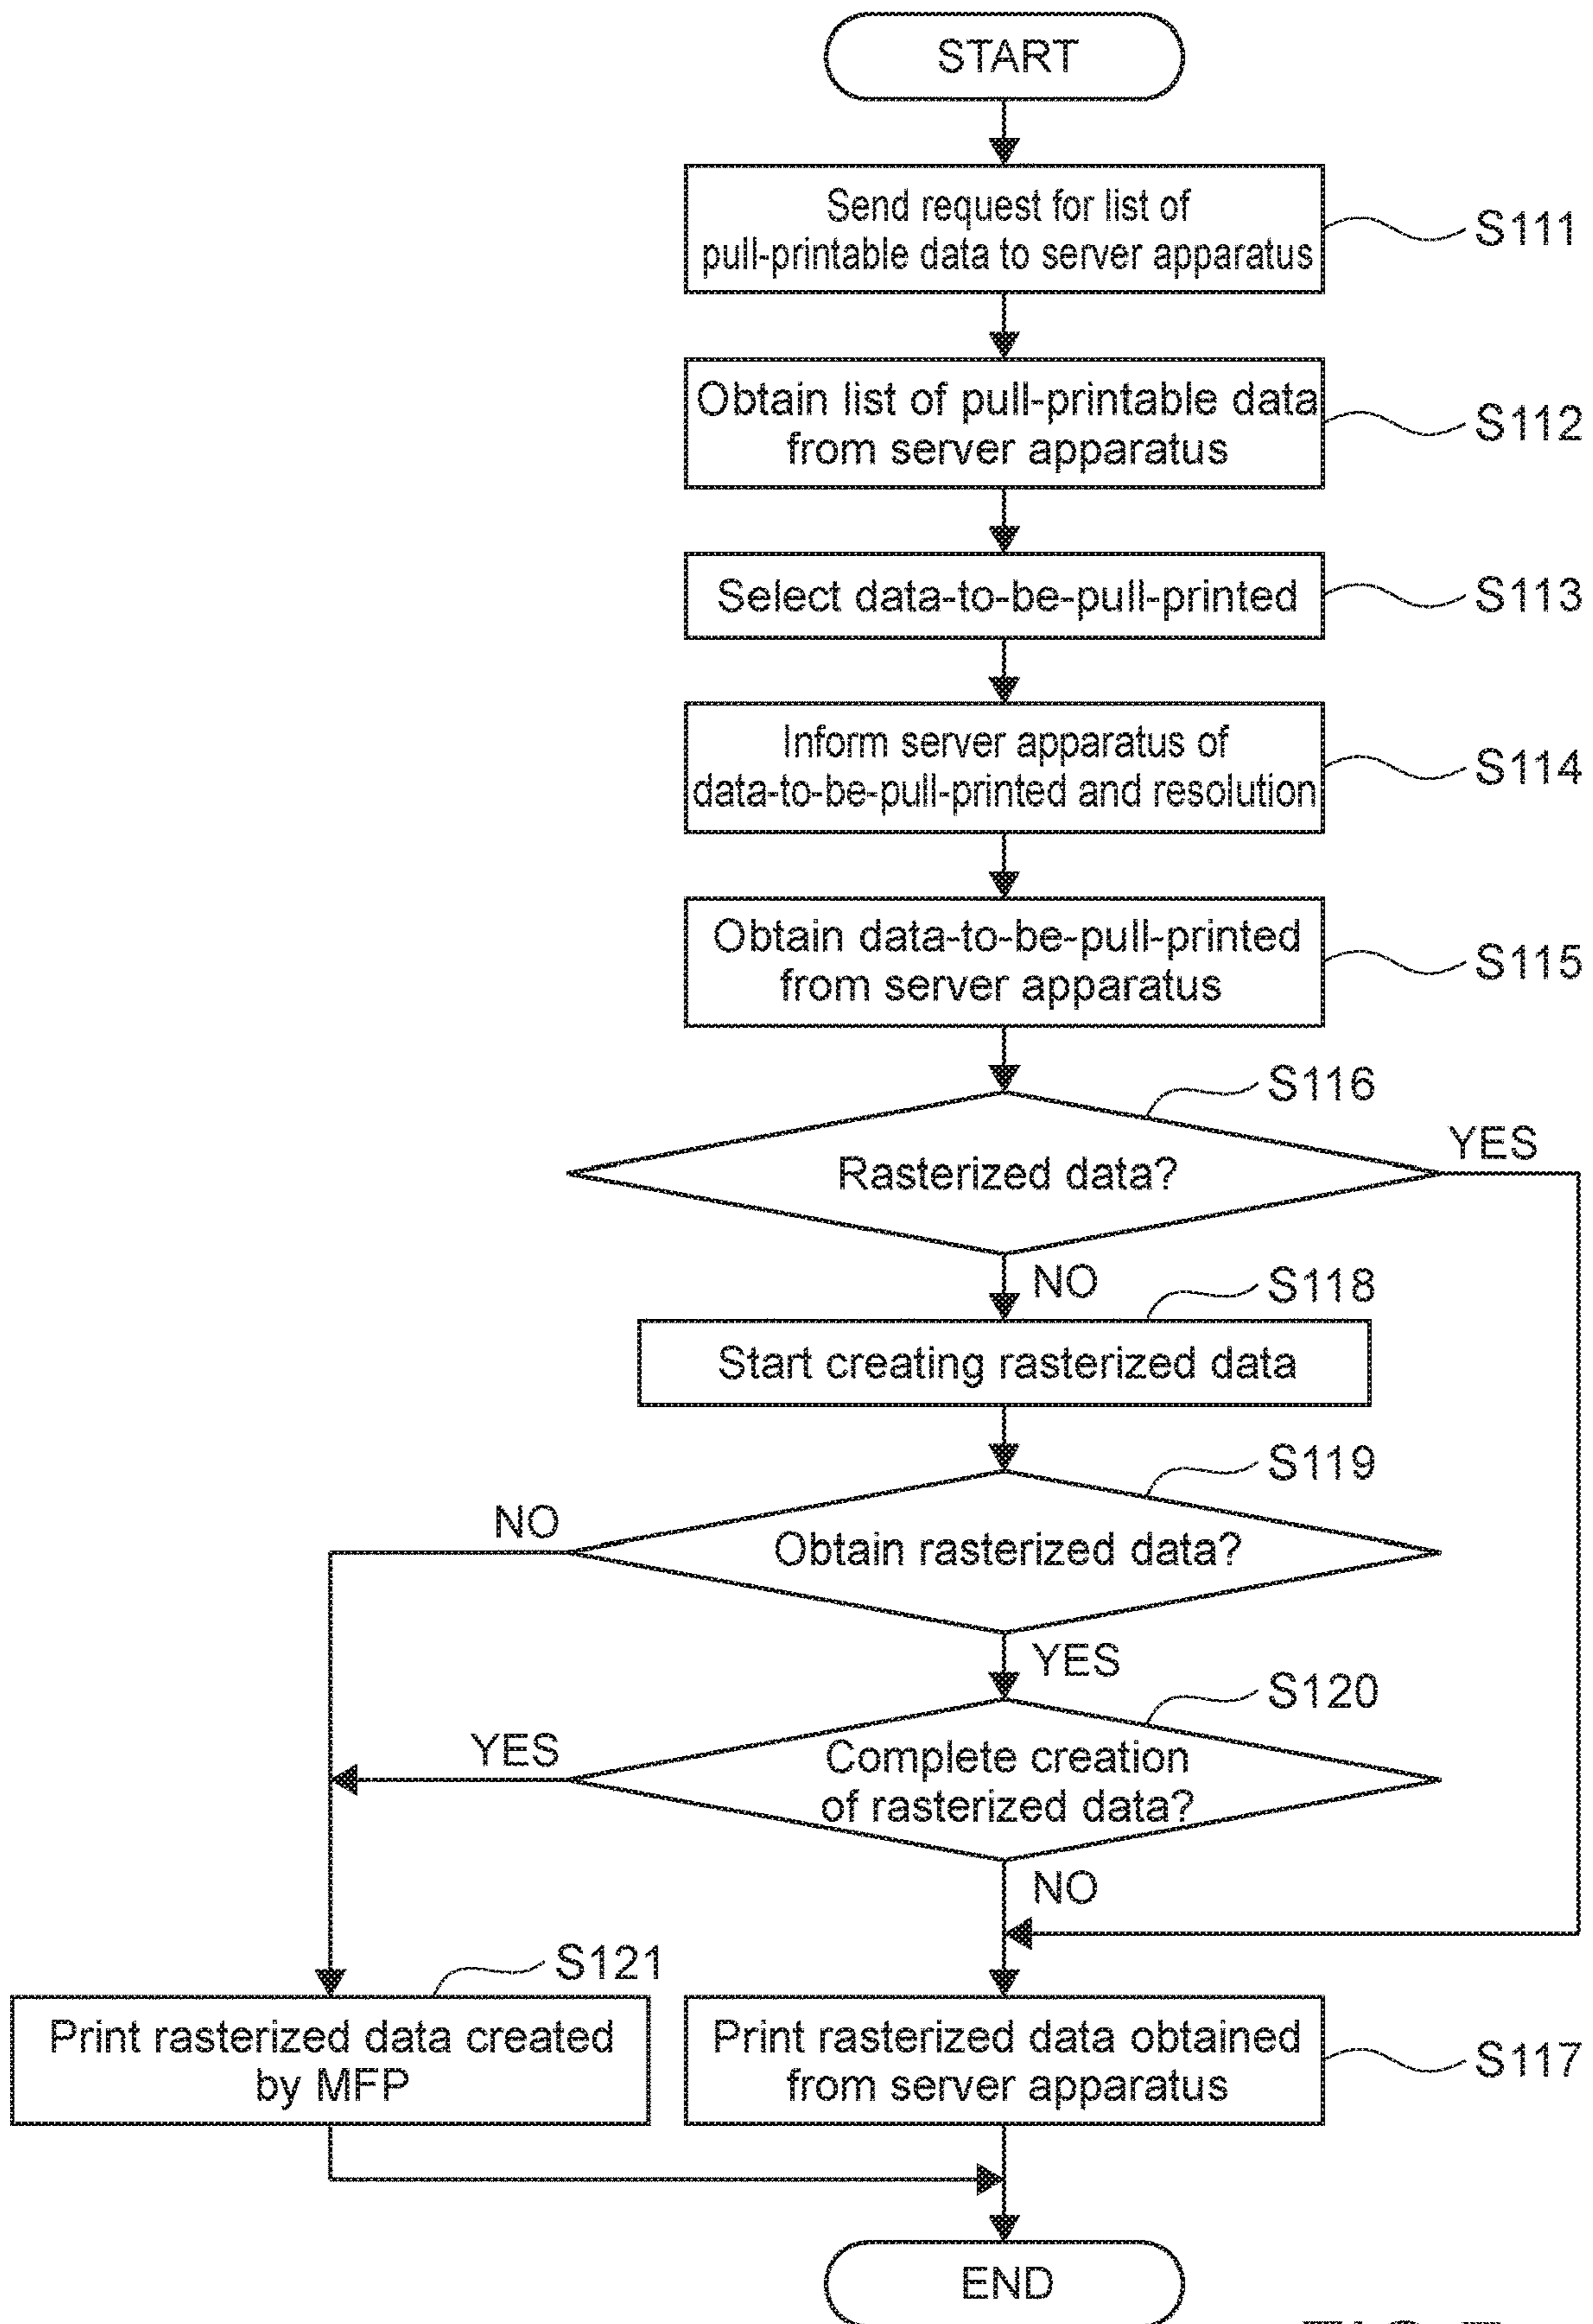 START
Send request for list of
pull-printable data to server apparatus
S111
Obtain list of pull-printable data
from server apparatus
S112
Select data-to-be-pull-printed
S113
Inform server apparatus of
data-to-be-pull-printed and resolution
S114
Obtain data-to-be-pull-printed
from server apparatus
S115
S116
YES
Rasterized data?
NO
S118
Start creating rasterized data
S119
NO
Obtain rasterized data?
YES
S120
YES
Complete creation
of rasterized data?
NO
S121
Print rasterized data created
by MFP
Print rasterized data obtained
from server apparatus
S117
END